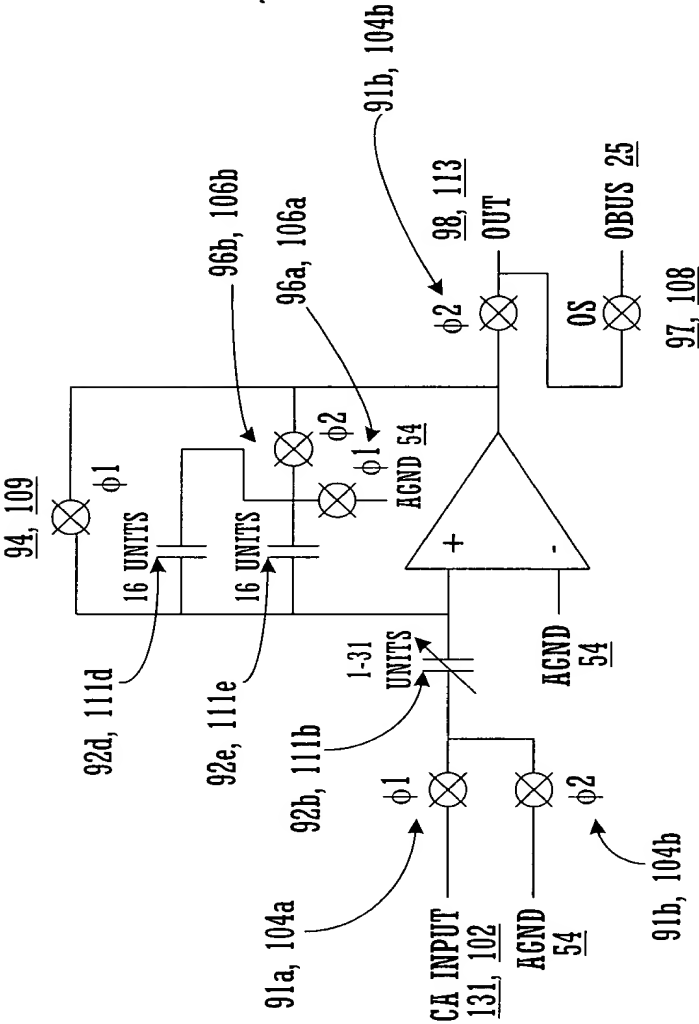 94, 109
ϕ1
92d, 111d
16 UNITS
96b, 106b
92e, 111e
16 UNITS
ϕ2
96a, 106a
ϕ1
AGND 54
91b, 104b
92b, 111b
1-31
UNITS
+
-
ϕ2
98, 113
OUT
91a, 104a
ϕ1
AGND
54
OS
OBUS 25
97, 108
CA INPUT
131, 102
AGND
54
ϕ2
91b, 104b